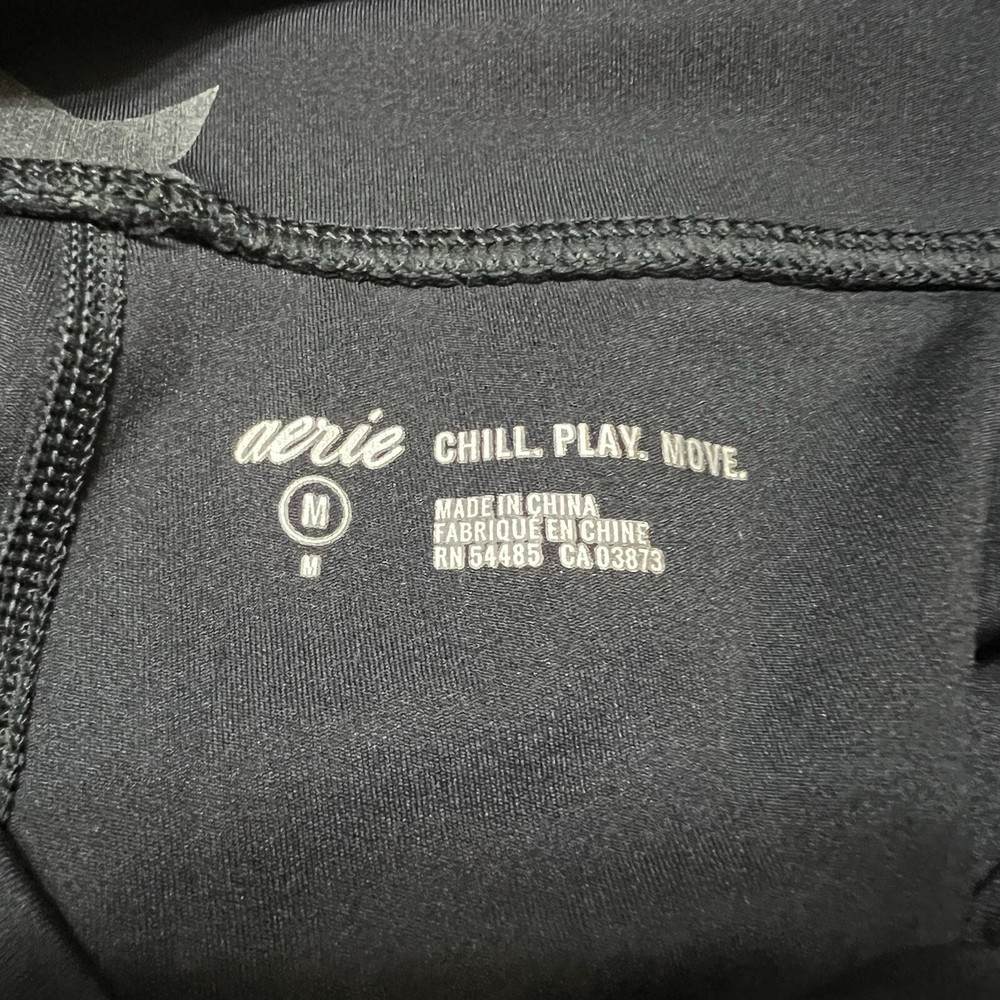 aerie CHILL. PLAY. MOVE.
M
M
MADE IN CHINA
FABRIQUÉ EN CHINE
RN 54485 CA 03873